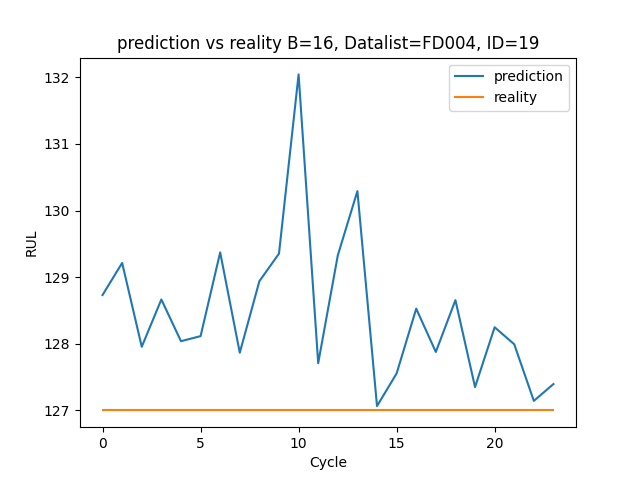 prediction vs reality B=16, Datalist=FD004, ID=19
prediction
reality
132
131
130
129
128
127
RUL
0
5
10
15
20
Cycle